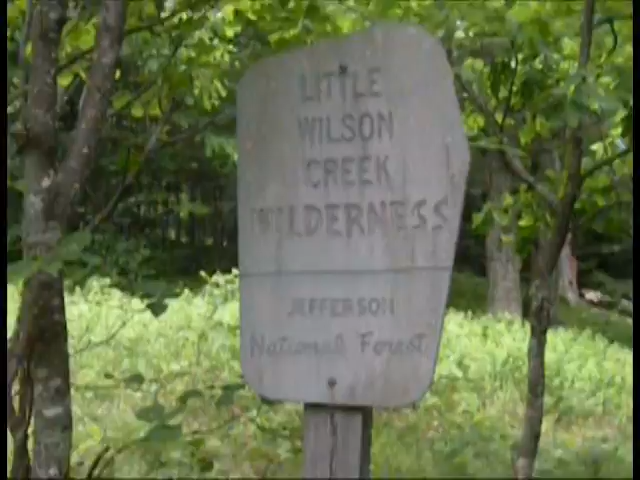 LITTLE
WILSON
CREEK
WILDERNESS
JEFFERSON
National Forest